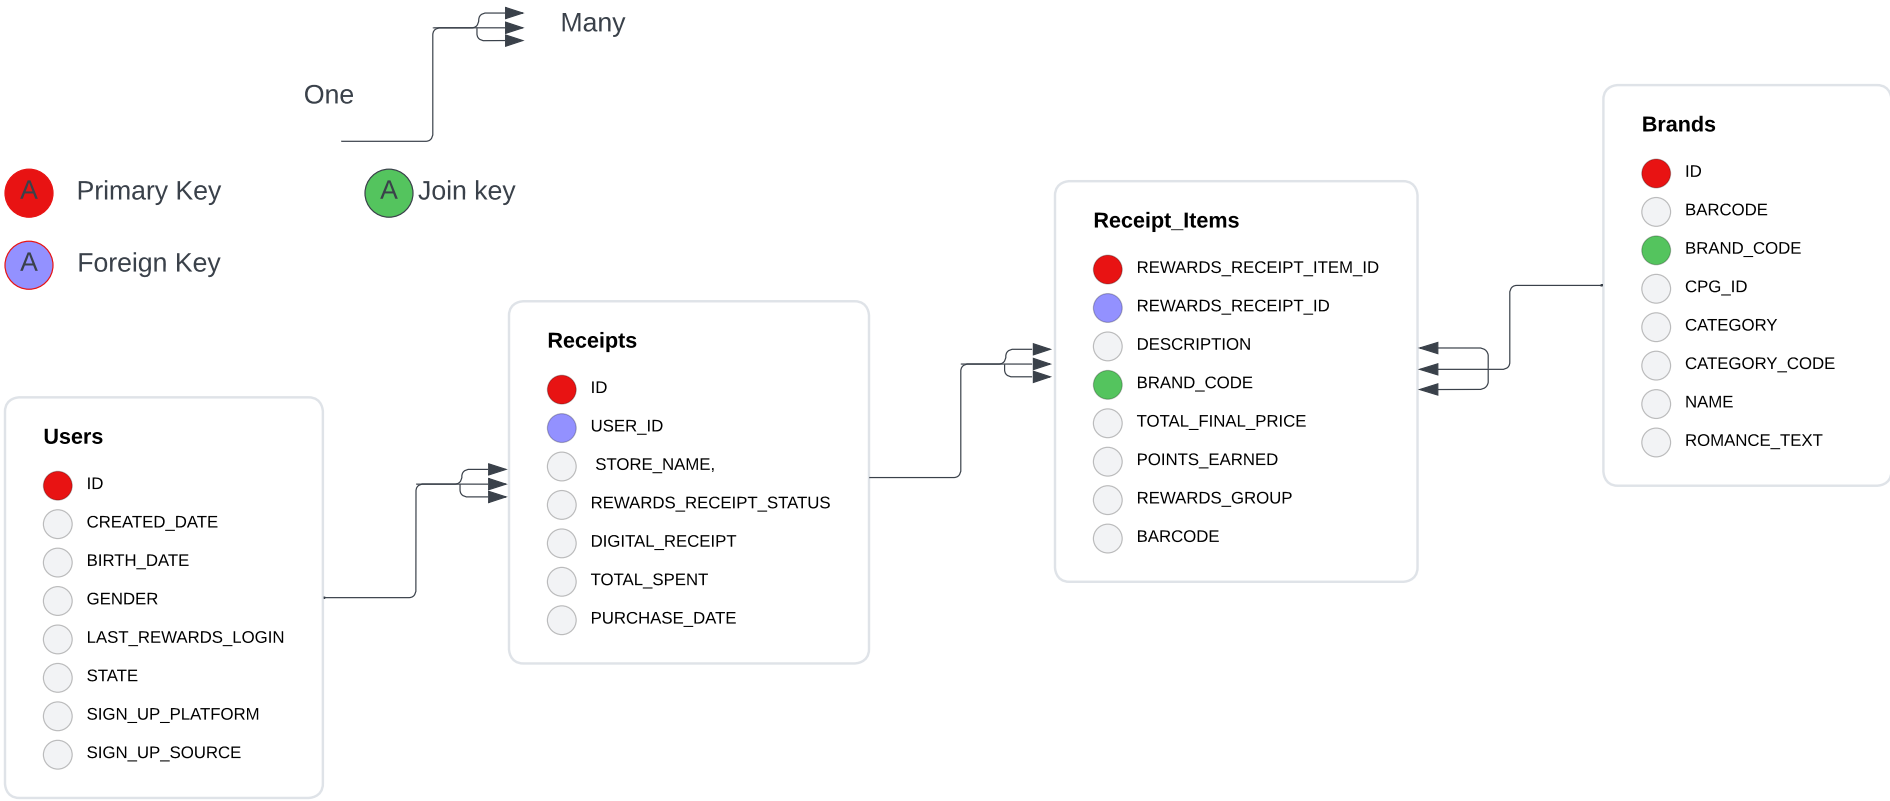 Many
One
A Primary Key
A Join key
A Foreign Key
Users
ID
CREATED_DATE
BIRTH_DATE
GENDER
LAST_REWARDS_LOGIN
STATE
SIGN_UP_PLATFORM
SIGN_UP_SOURCE
Receipts
ID
USER_ID
STORE_NAME,
REWARDS_RECEIPT_STATUS
DIGITAL_RECEIPT
TOTAL_SPENT
PURCHASE_DATE
Receipt_Items
REWARDS_RECEIPT_ITEM_ID
REWARDS_RECEIPT_ID
DESCRIPTION
BRAND_CODE
TOTAL_FINAL_PRICE
POINTS_EARNED
REWARDS_GROUP
BARCODE
Brands
ID
BARCODE
BRAND_CODE
CPG_ID
CATEGORY
CATEGORY_CODE
NAME
ROMANCE_TEXT